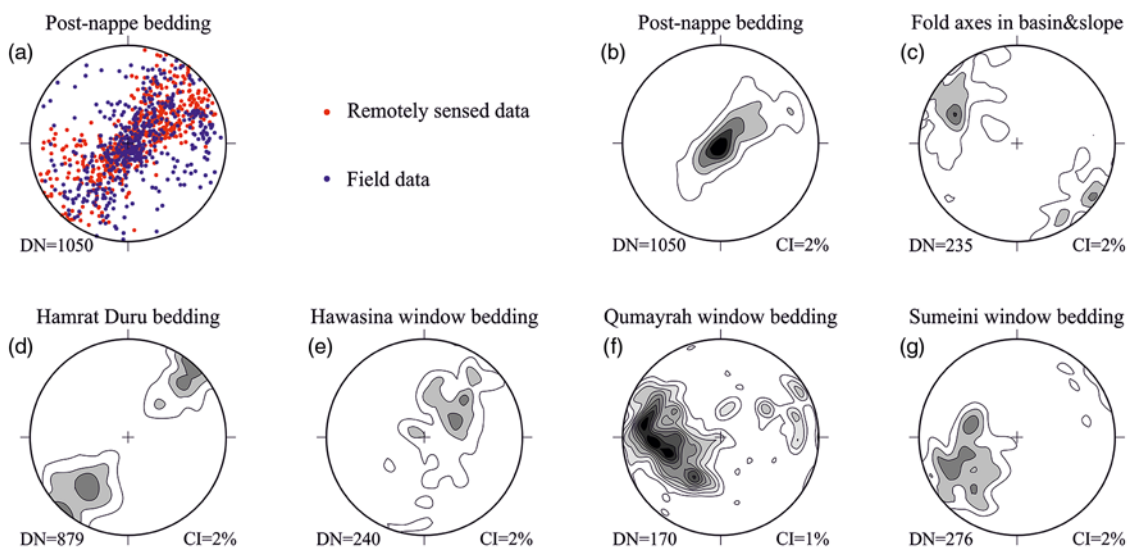 Post-nappe bedding
(a)
Remotely sensed data
Field data
DN=1050
Post-nappe bedding
(b)
DN=1050
CI=2%
Fold axes in basin&slope
(c)
DN=235
CI=2%
Hamrat Duru bedding
(d)
DN=879
CI=2%
Hawasina window bedding
(e)
DN=240
CI=2%
Qumayrah window bedding
(f)
DN=170
CI=1%
Sumeini window bedding
(g)
DN=276
CI=2%